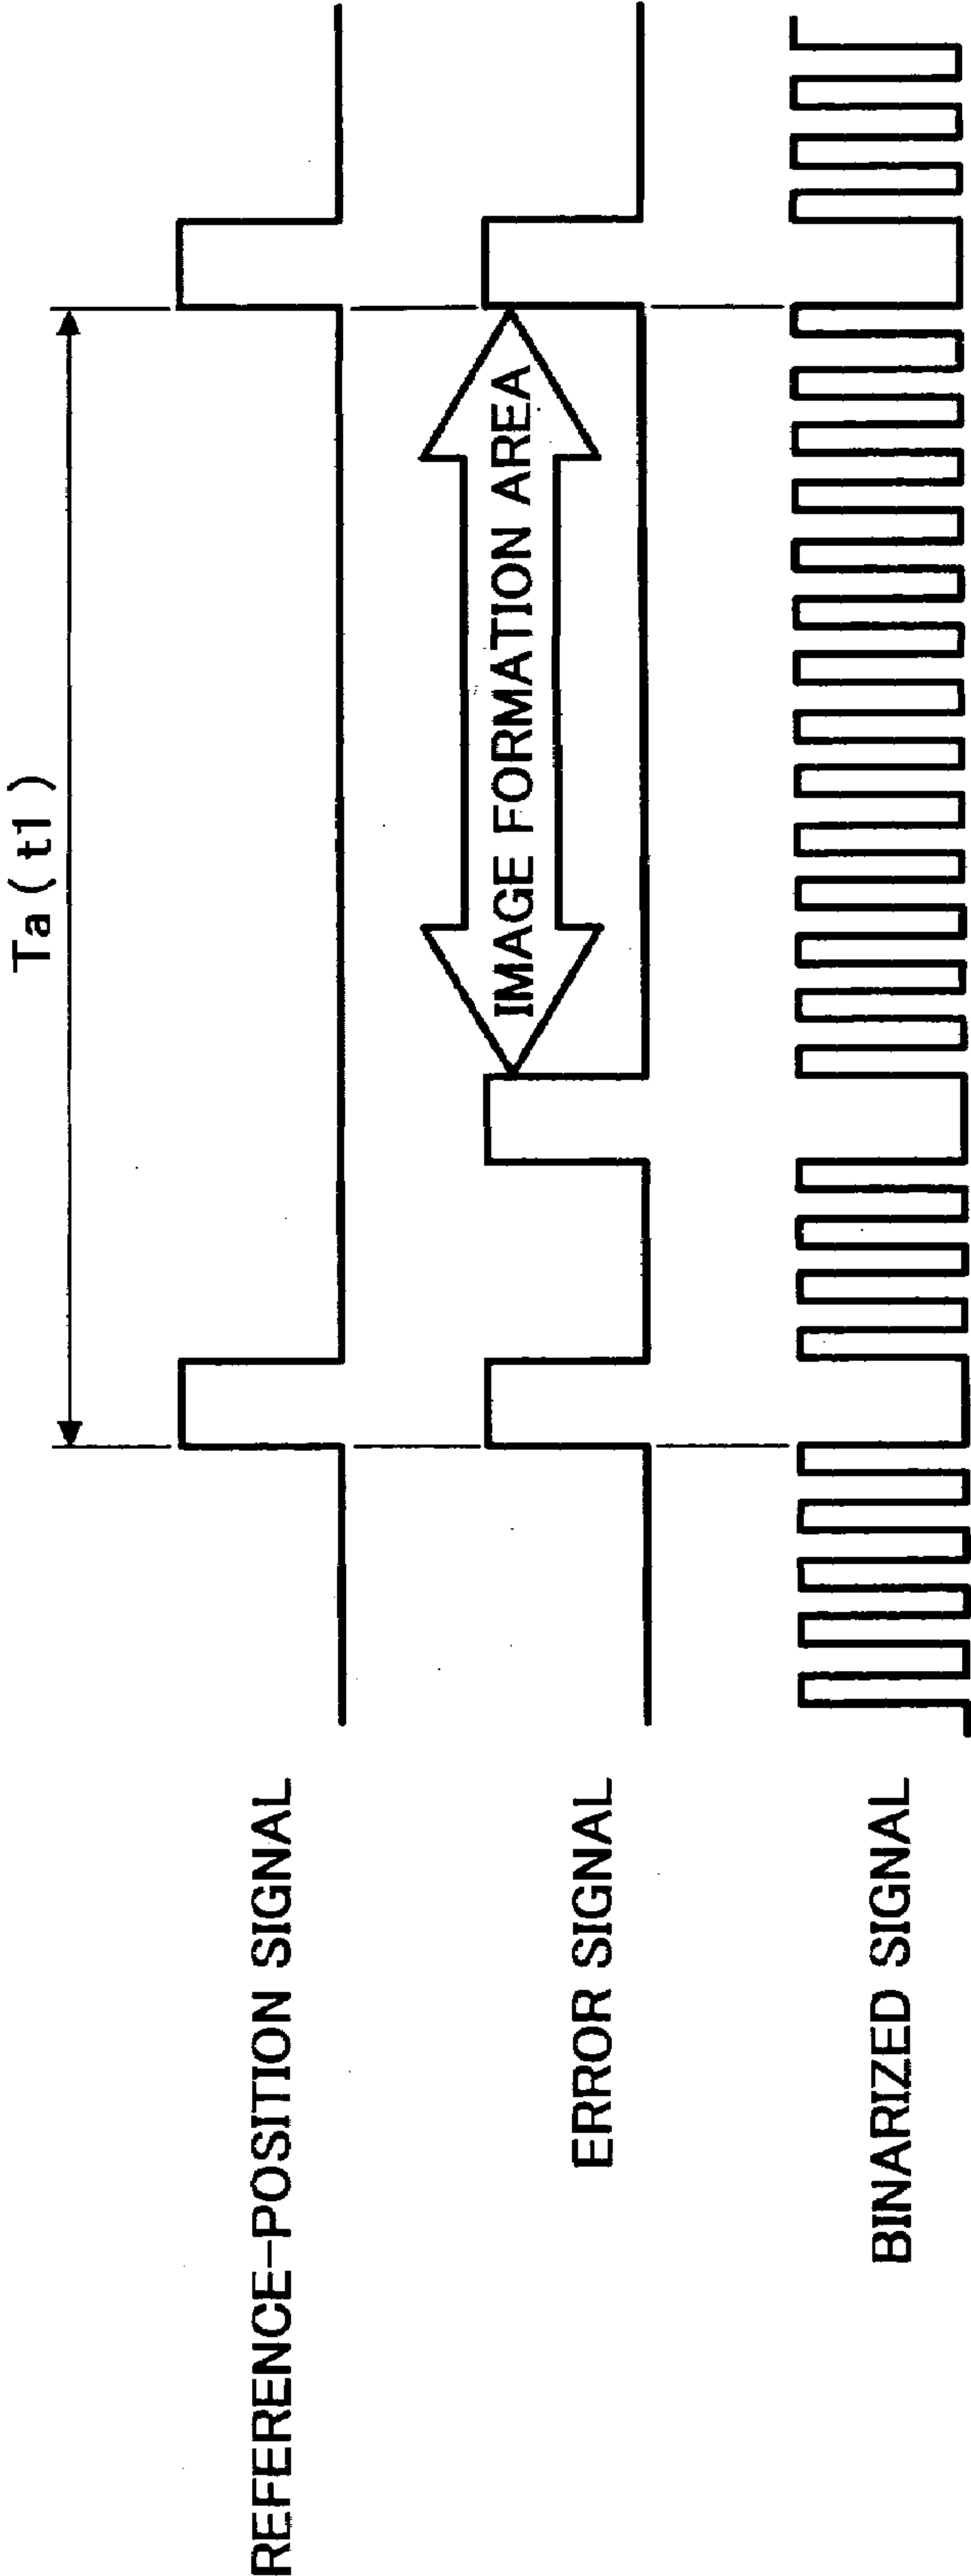 Ta(t1)
REFERENCE-POSITION SIGNAL
IMAGE FORMATION AREA
ERROR SIGNAL
BINARIZED SIGNAL